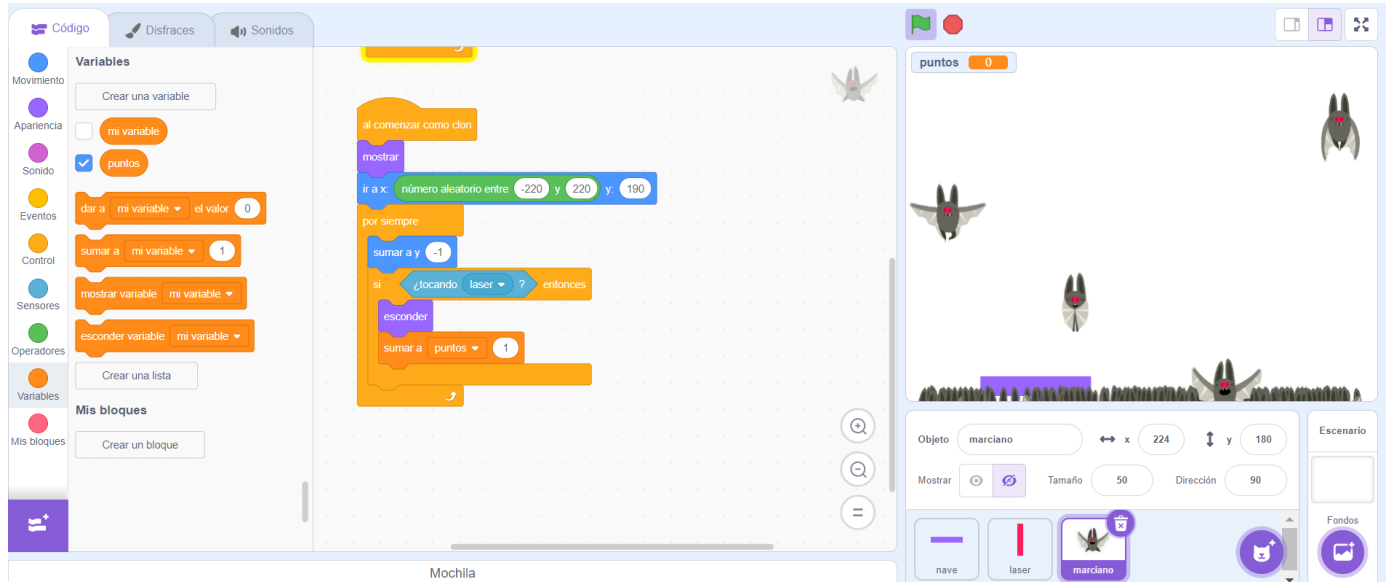 Código
Disfraces
Sonidos
Movimiento
Apariencia
Sonido
Eventos
Control
Sensores
Operadores
Variables
Mis bloques
Variables
Crear una variable
mi variable
puntos
dar a mi variable el valor 0
sumar a mi variable 1
mostrar variable mi variable
esconder variable mi variable
Crear una lista
Mis bloques
Crear un bloque
al comenzar como clon
mostrar
ir a x: número aleatorio entre -220 y 220 y: 190
por siempre
sumar a y -1
si ¿tocando laser ? entonces
esconder
sumar a puntos 1
Mochila
puntos 0
Objeto marciano x 224 y 180
Mostrar Tamaño 50 Dirección 90
nave
laser
marciano
Escenario
Fondos